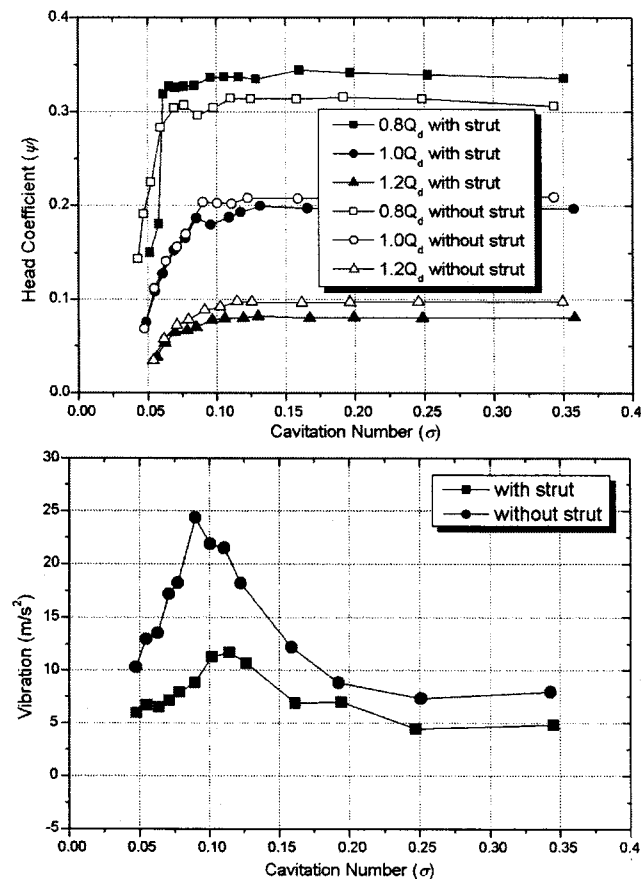 0.4
0.3
0.2
0.1
0.0
Head Coefficient (ψ)
0.8Q_d with strut
1.0Q_d with strut
1.2Q_d with strut
0.8Q_d without strut
1.0Q_d without strut
1.2Q_d without strut
0.00 0.05 0.10 0.15 0.20 0.25 0.30 0.35 0.4
Cavitation Number (σ)
30
25
20
15
10
5
0
-5
Vibration (m/s²)
with strut
without strut
0.00 0.05 0.10 0.15 0.20 0.25 0.30 0.35 0.4
Cavitation Number (σ)